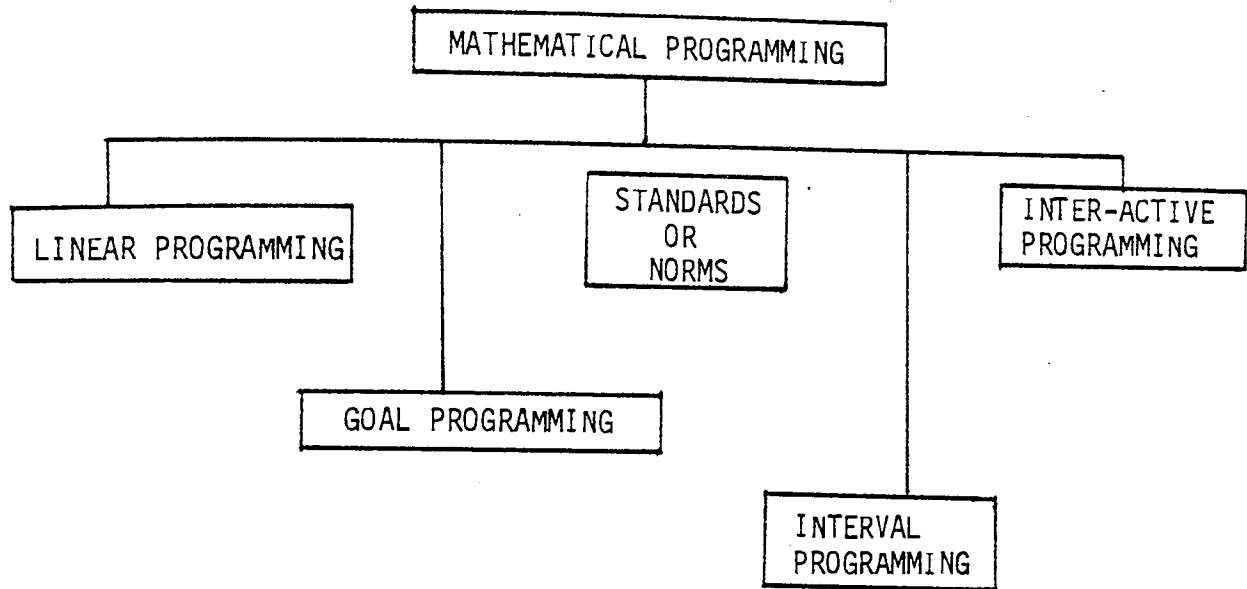 MATHEMATICAL PROGRAMMING
LINEAR PROGRAMMING
STANDARDS
OR
NORMS
INTER-ACTIVE
PROGRAMMING
GOAL PROGRAMMING
INTERVAL
PROGRAMMING